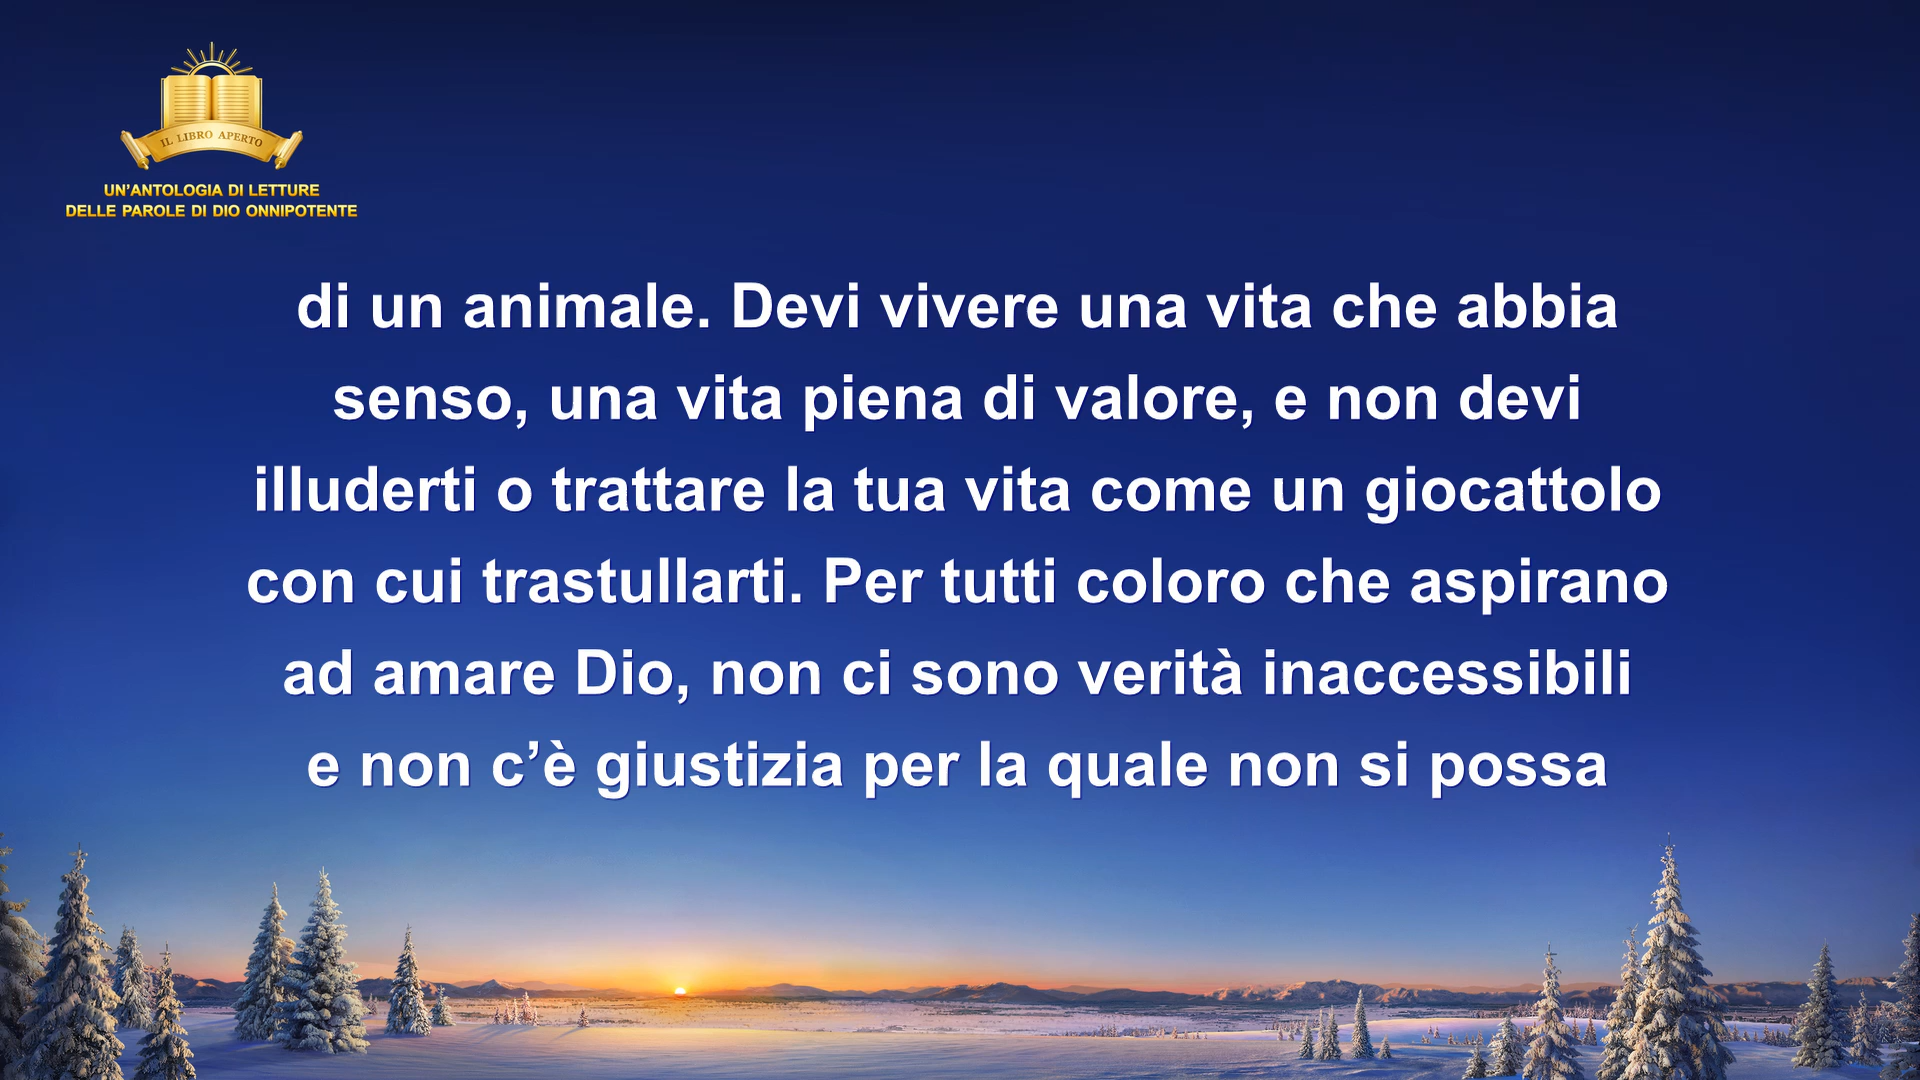 IL LIBRO APERTO
UN’ANTOLOGIA DI LETTURE
DELLE PAROLE DI DIO ONNIPOTENTE
di un animale. Devi vivere una vita che abbia
senso, una vita piena di valore, e non devi
illuderti o trattare la tua vita come un giocattolo
con cui trastullarti. Per tutti coloro che aspirano
ad amare Dio, non ci sono verità inaccessibili
e non c’è giustizia per la quale non si possa